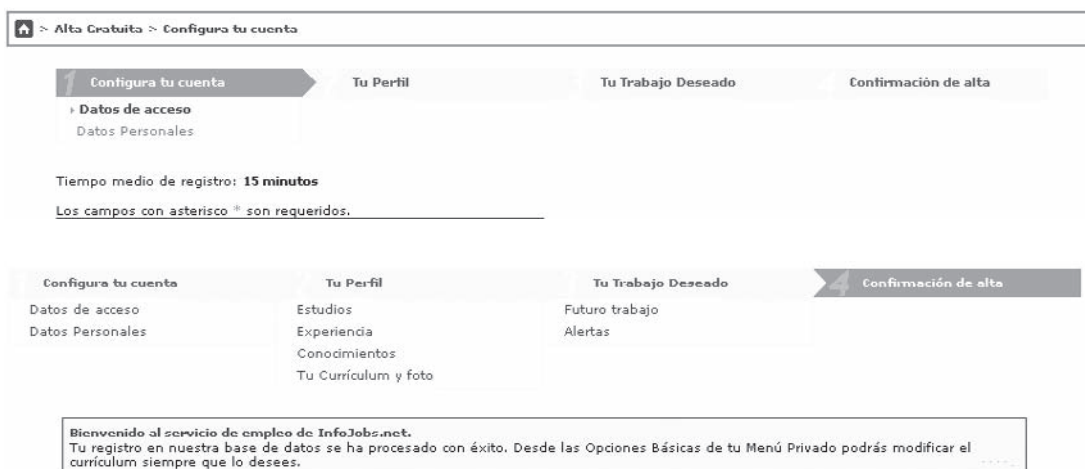 > Alta Gratuita > Configura tu cuenta
1 Configura tu cuenta Tu Perfil Tu Trabajo Deseado Confirmación de alta
Datos de acceso
Datos Personales
Tiempo medio de registro: 15 minutos
Los campos con asterisco * son requeridos.
Configura tu cuenta Tu Perfil Tu Trabajo Deseado 4 Confirmación de alta
Datos de acceso Estudios Futuro trabajo
Datos Personales Experiencia Alertas
Conocimientos
Tu Currículum y foto
Bienvenido al servicio de empleo de InfoJobs.net.
Tu registro en nuestra base de datos se ha procesado con éxito. Desde las Opciones Básicas de tu Menú Privado podrás modificar el
currículum siempre que lo desees.